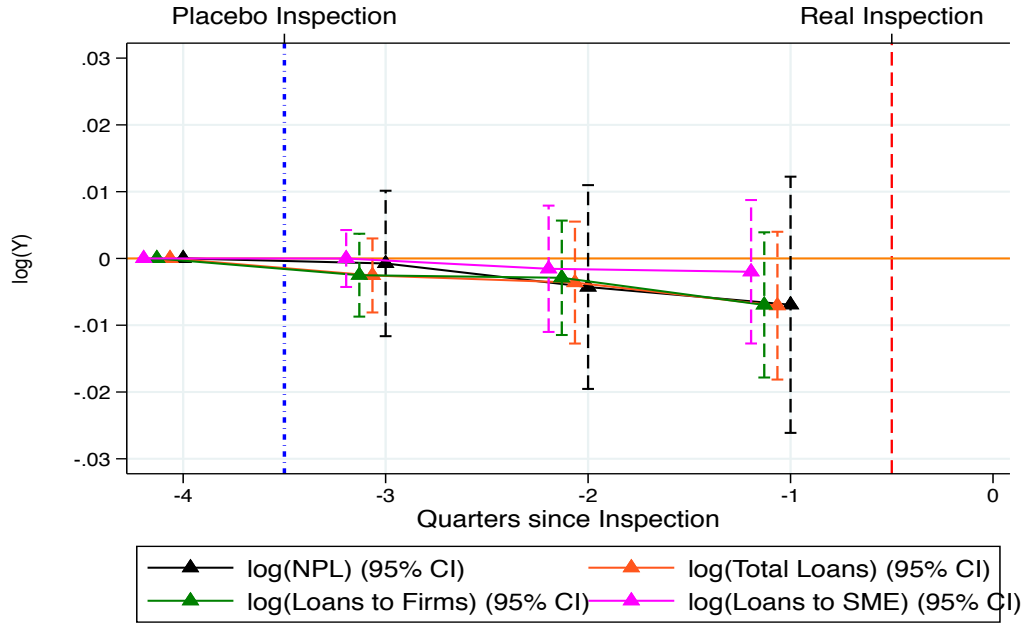 Placebo Inspection Real Inspection
.03
.02
.01
0
-.01
-.02
-.03
log(Y)
-4 -3 -2 -1 0
Quarters since Inspection
log(NPL) (95% CI) log(Total Loans) (95% CI)
log(Loans to Firms) (95% CI) log(Loans to SME) (95% CI)